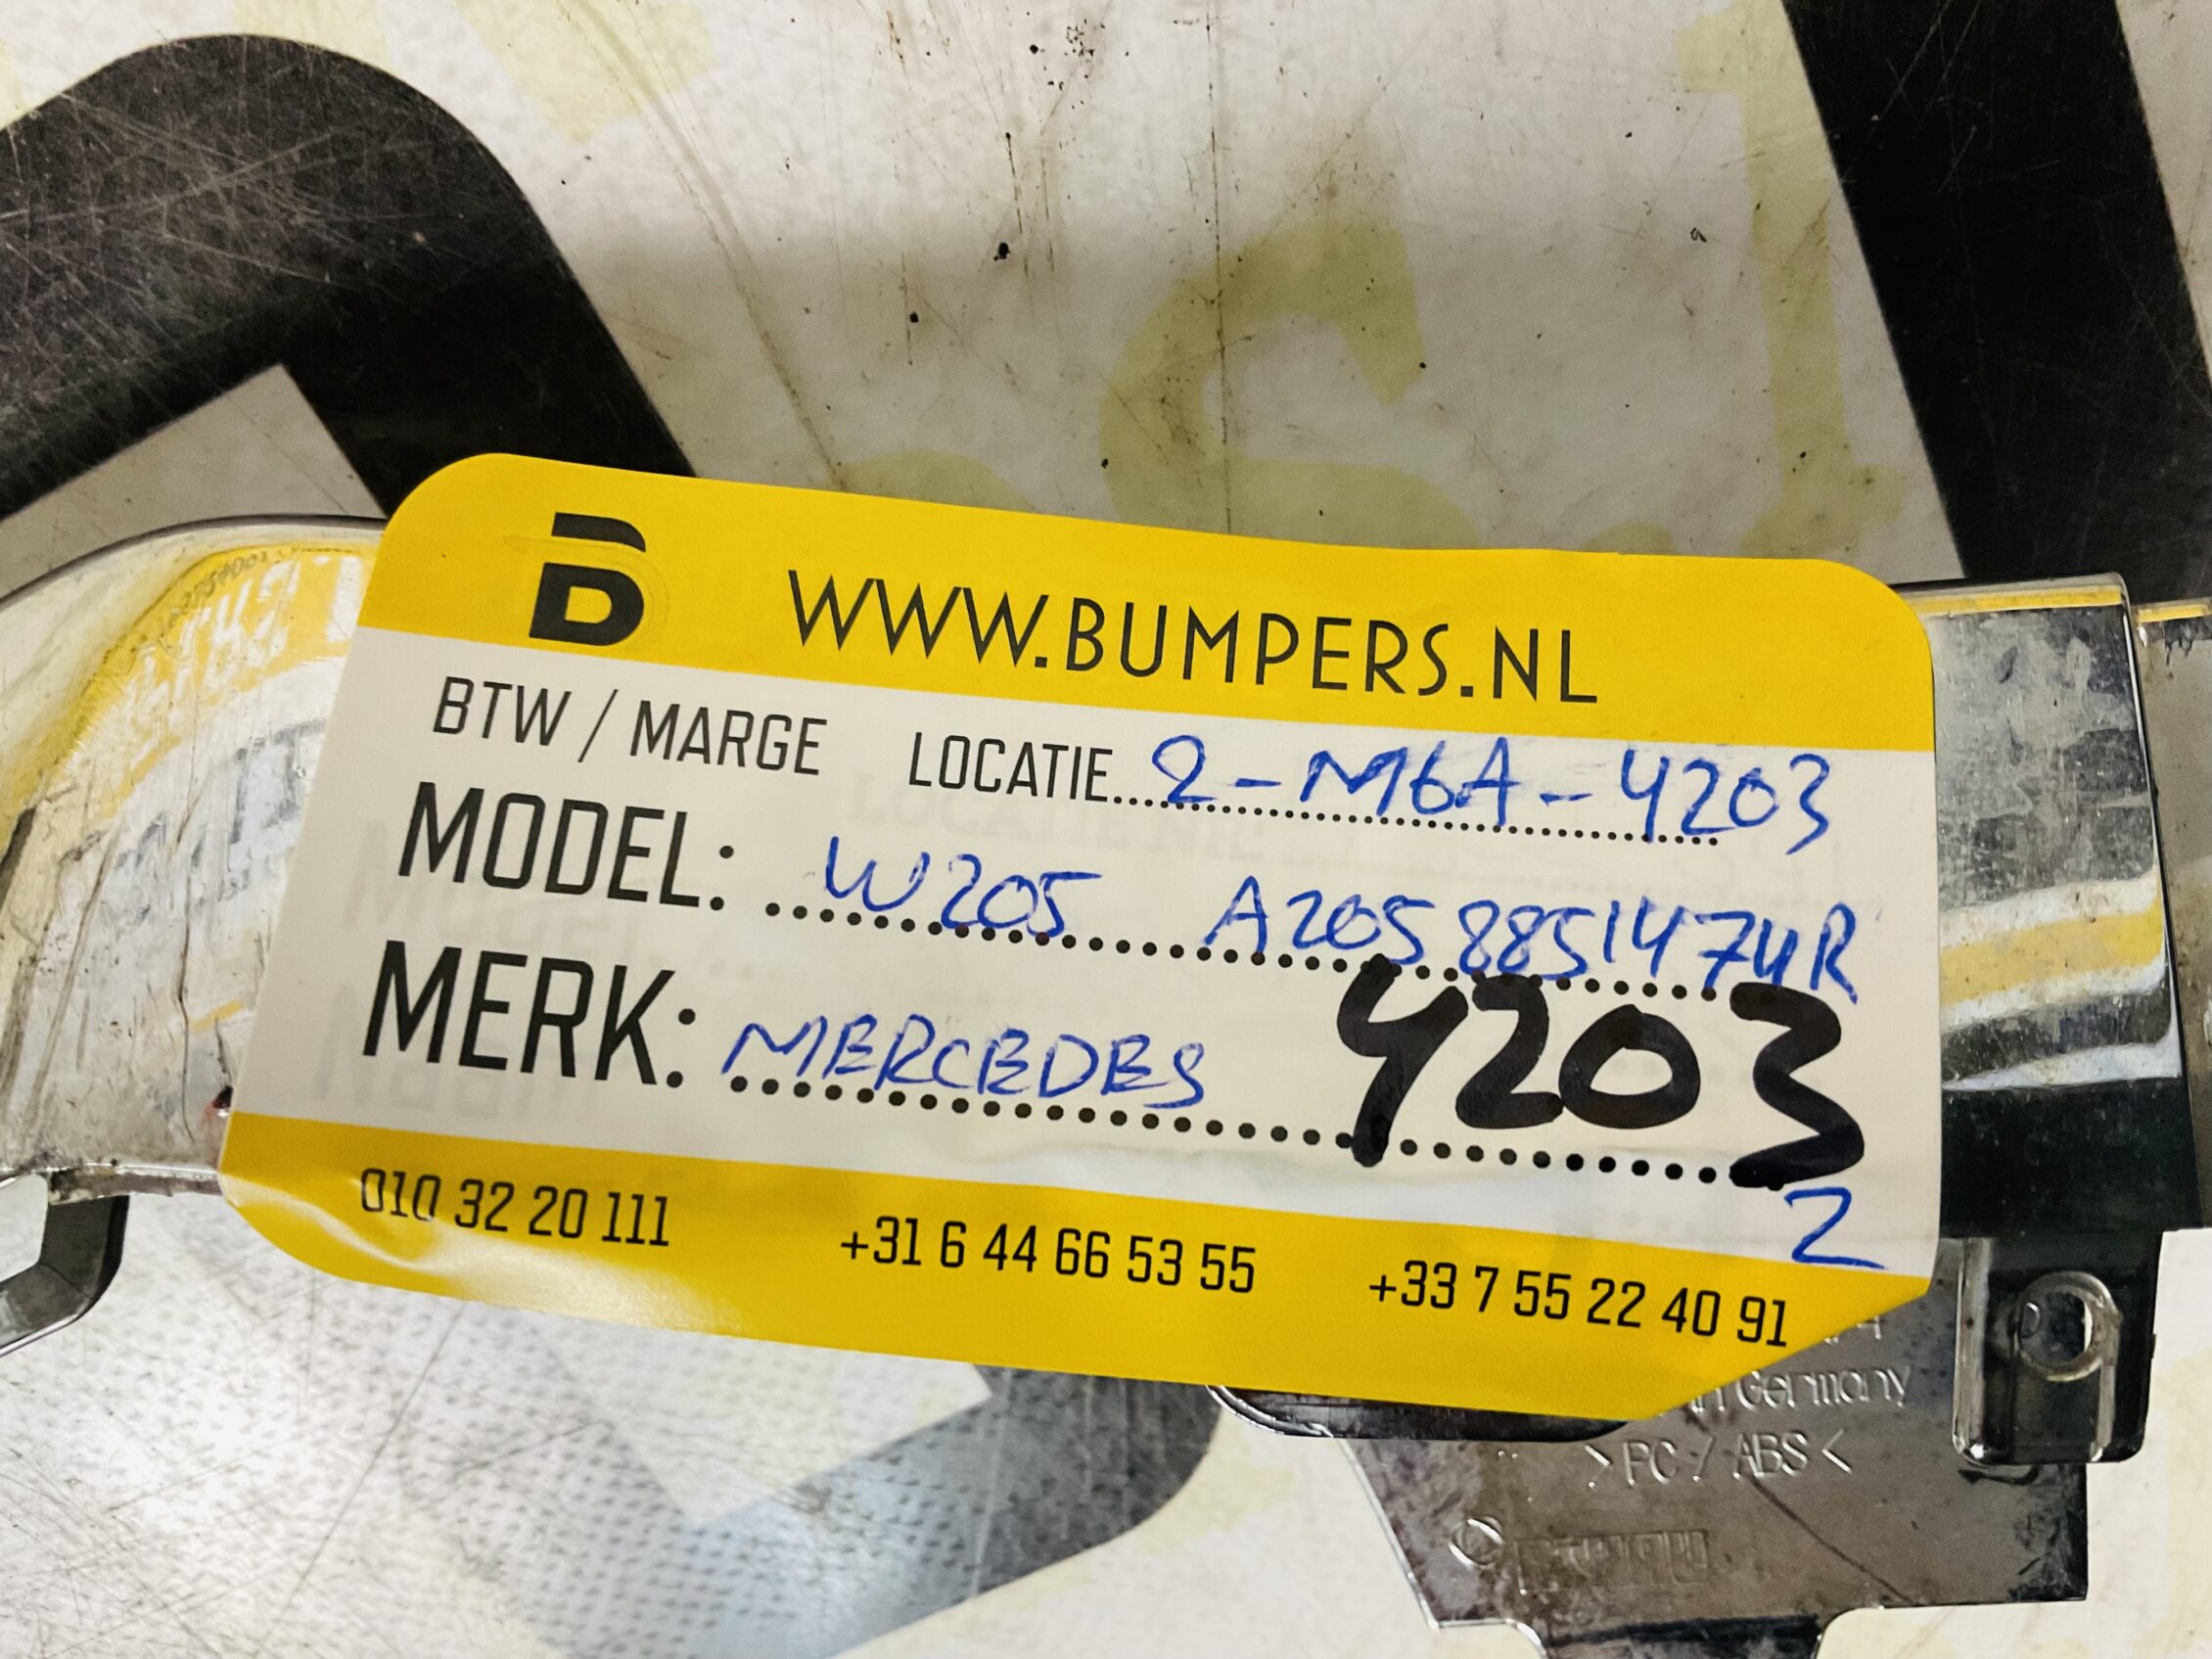 B WWW.BUMPERS.NL
BTW / MARGE LOCATIE 2-M6A-4203
MODEL: W205 A2058851474R
MERK: MERCEDES 4203
2
010 32 20 111 +31 6 44 66 53 55 +33 7 55 22 40 91
Germany
>PC / ABS<